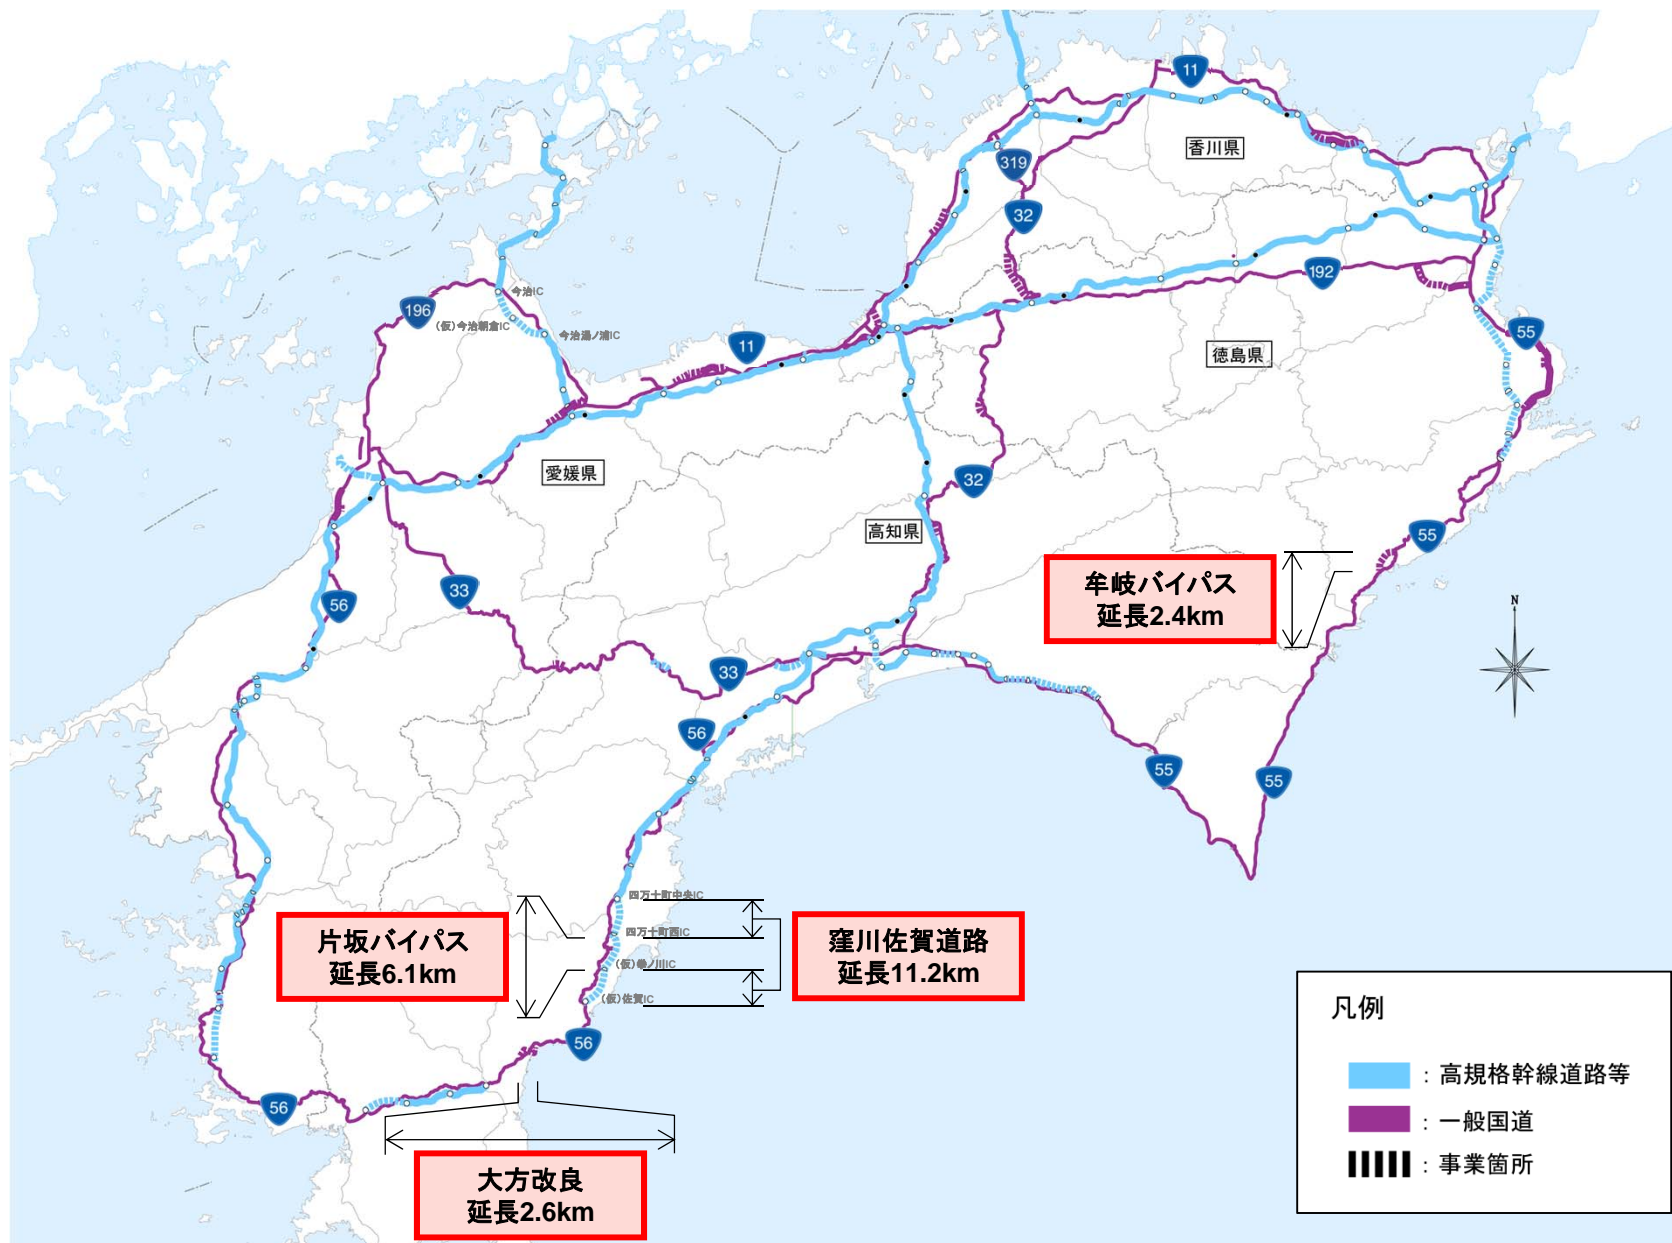 11
香川県
319
32
192
今治IC
196
(仮)今治朝倉IC
今治湯ノ浦IC
11
55
徳島県
愛媛県
32
高知県
55
牟岐バイパス
延長2.4km
33
56
N
33
56
55
55
四万十町中央IC
片坂バイパス
延長6.1km
四万十町西IC
窪川佐賀道路
延長11.2km
(仮)拳ノ川IC
(仮)佐賀IC
凡例
56
:高規格幹線道路等
56
:一般国道
:事業箇所
大方改良
延長2.6km